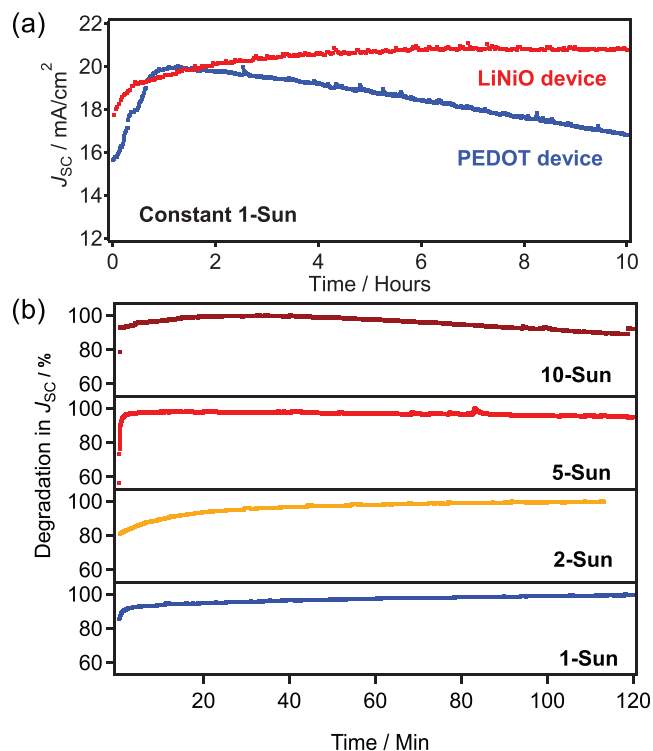 (a)
22
20
18
16
14
12
J_SC / mA/cm²
LiNiO device
PEDOT device
Constant 1-Sun
0 2 4 6 8 10
Time / Hours
(b)
Degradation in J_SC / %
100
80
60
10-Sun
100
80
60
5-Sun
100
80
60
2-Sun
100
80
60
1-Sun
20 40 60 80 100 120
Time / Min